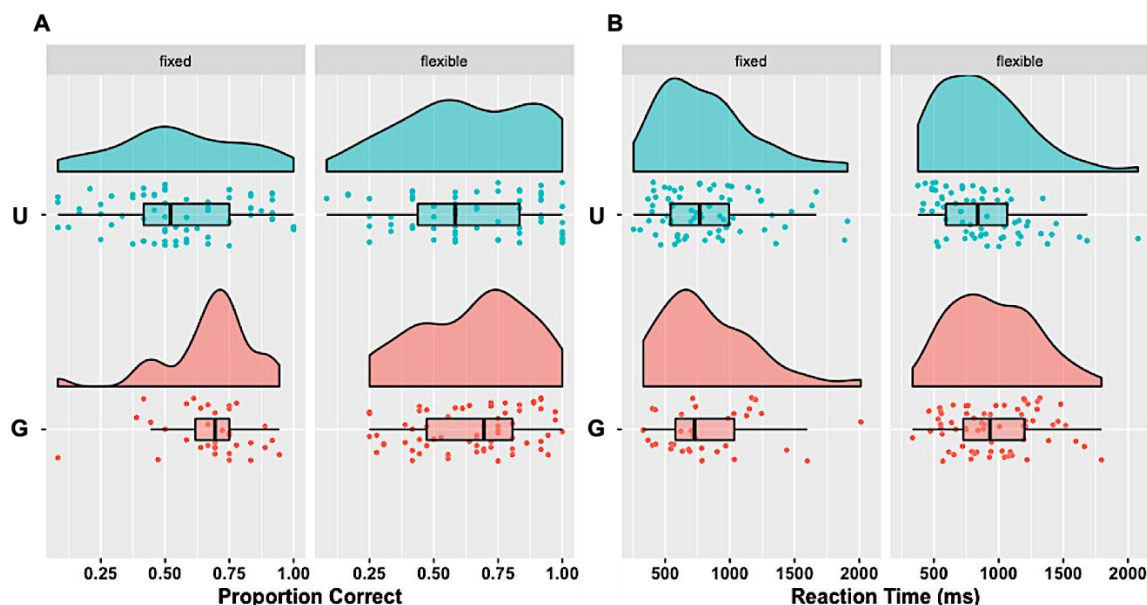 A
B
fixed
flexible
fixed
flexible
U
U
G
G
0.25 0.50 0.75 1.00
0.25 0.50 0.75 1.00
500 1000 1500 2000
500 1000 1500 2000
Proportion Correct
Reaction Time (ms)